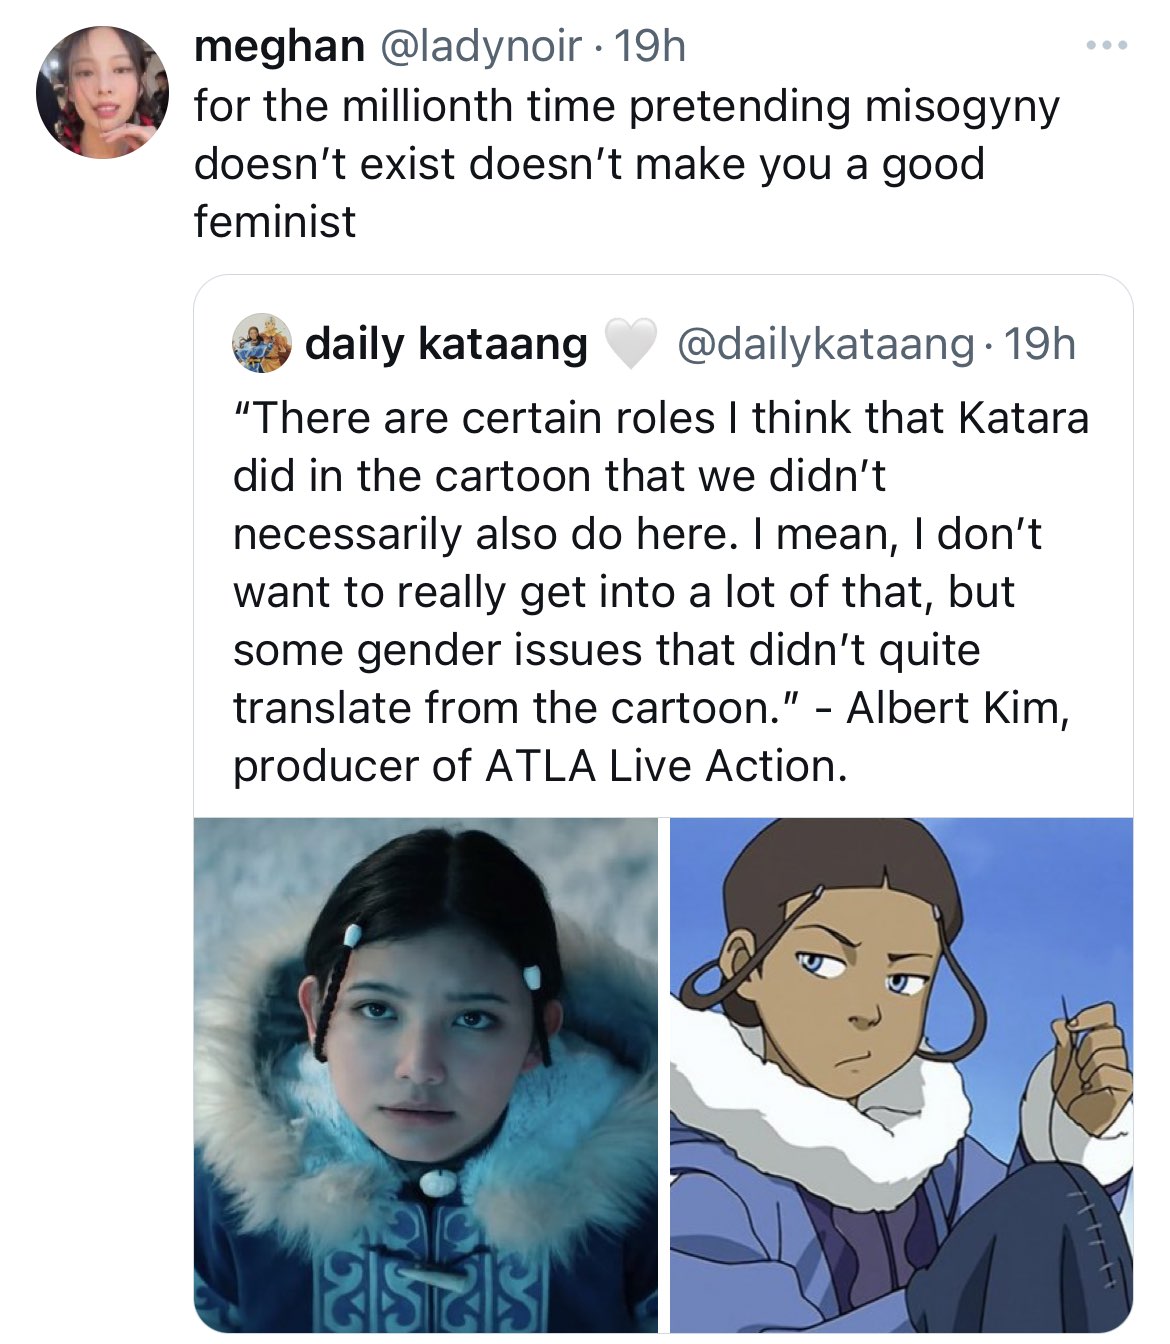 meghan @ladynoir · 19h
for the millionth time pretending misogyny
doesn’t exist doesn’t make you a good
feminist
daily kataang 🤍 @dailykataang · 19h
“There are certain roles I think that Katara
did in the cartoon that we didn’t
necessarily also do here. I mean, I don’t
want to really get into a lot of that, but
some gender issues that didn’t quite
translate from the cartoon.” - Albert Kim,
producer of ATLA Live Action.